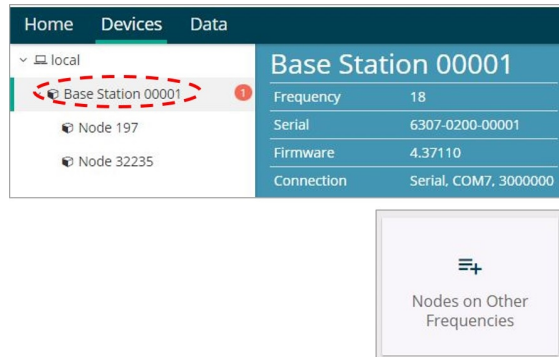 Home Devices Data
local
Base Station 00001 1
Node 197
Node 32235
Base Station 00001
Frequency 18
Serial 6307-0200-00001
Firmware 4.37110
Connection Serial, COM7, 3000000
Nodes on Other
Frequencies